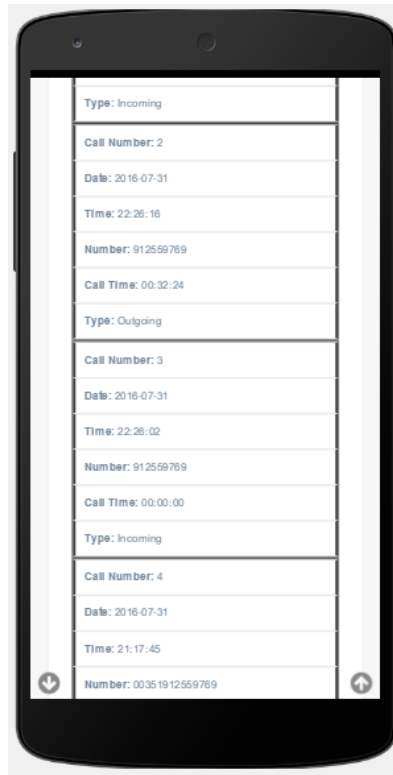 Type: Incoming
Call Number: 2
Date: 2016-07-31
Time: 22:26:16
Number: 912559769
Call Time: 00:32:24
Type: Outgoing
Call Number: 3
Date: 2016-07-31
Time: 22:26:02
Number: 912559769
Call Time: 00:00:00
Type: Incoming
Call Number: 4
Date: 2016-07-31
Time: 21:17:45
Number: 00351912559769